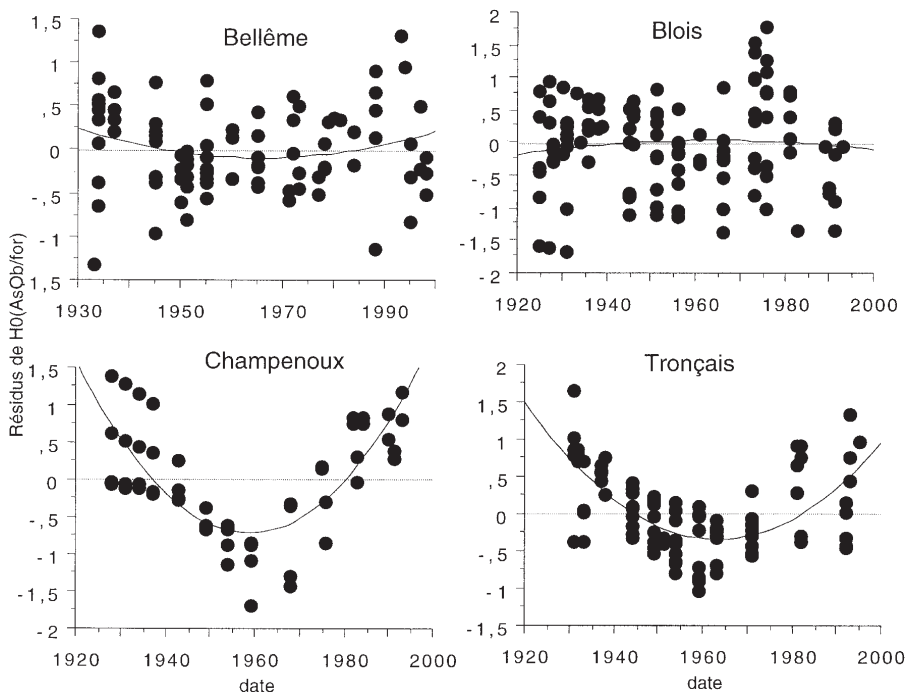 Résidus de H0(AsOb/for)
Bellême
1,5
1
,5
0
-,5
- 1
1,5
1930 1950 1970 1990
Blois
2
1,5
1
,5
0
-,5
- 1
-1,5
- 2
1920 1940 1960 1980 2000
Champenoux
1,5
1
,5
0
-,5
- 1
-1,5
- 2
1920 1940 1960 1980 2000
date
Tronçais
2
1,5
1
,5
0
-,5
- 1
-1,5
1920 1940 1960 1980 2000
date